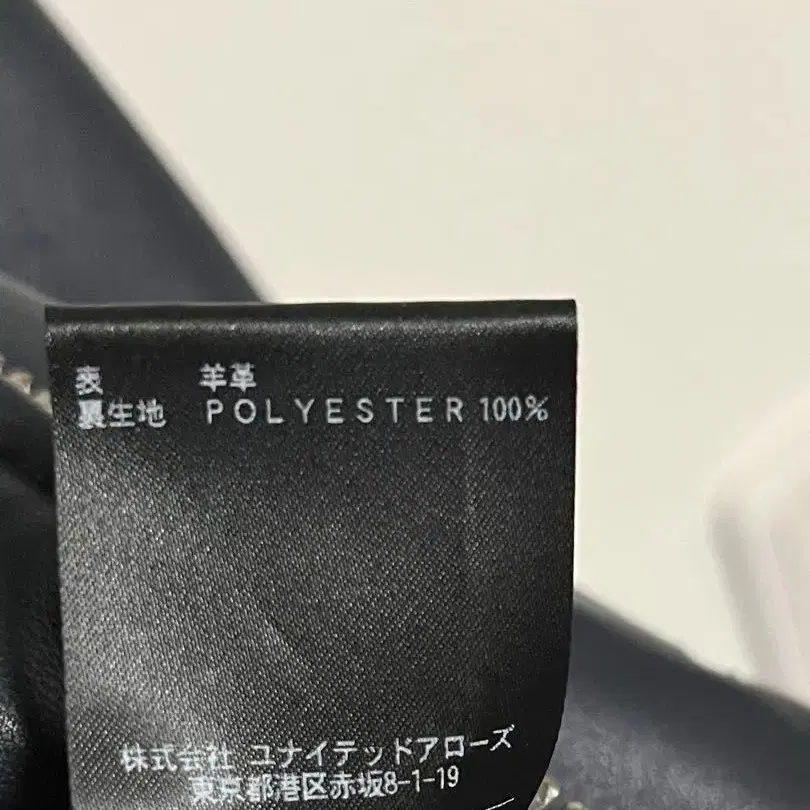 表 羊革
裏生地 POLYESTER 100%
株式会社 ユナイテッドアローズ
東京都港区赤坂8-1-19